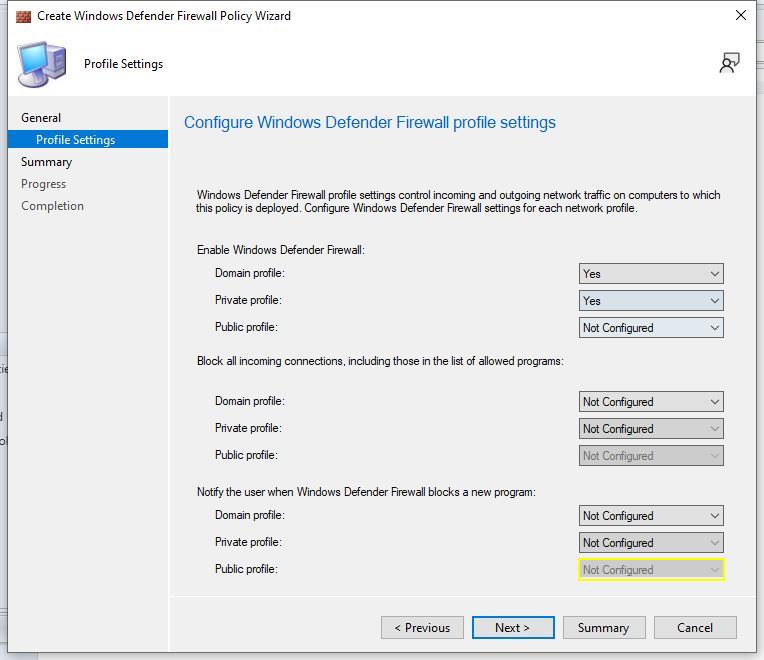 Create Windows Defender Firewall Policy Wizard
Profile Settings
General
Profile Settings
Summary
Progress
Completion
Configure Windows Defender Firewall profile settings
Windows Defender Firewall profile settings control incoming and outgoing network traffic on computers to which
this policy is deployed. Configure Windows Defender Firewall settings for each network profile.
Enable Windows Defender Firewall:
Domain profile: Yes
Private profile: Yes
Public profile: Not Configured
Block all incoming connections, including those in the list of allowed programs:
Domain profile: Not Configured
Private profile: Not Configured
Public profile: Not Configured
Notify the user when Windows Defender Firewall blocks a new program:
Domain profile: Not Configured
Private profile: Not Configured
Public profile: Not Configured
< Previous Next > Summary Cancel